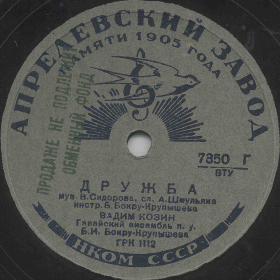 АПРЕЛЕВСКИЙ ЗАВОД
ПАМЯТИ 1905 ГОДА
ПРОДАЖЕ НЕ ПОДЛЕЖИТ
ОБМЕННЫЙ ФОНД
7850 Г
ВТУ
ДРУЖБА
муз. В. Сидорова, сл. А. Шмульяна
инстр. Б. Бокру-Крупышева
ВАДИМ КОЗИН
Гавайский ансамбль п. у.
Б.И. Бокру-Крупышева
ГРК 1112
НКОМ СССР